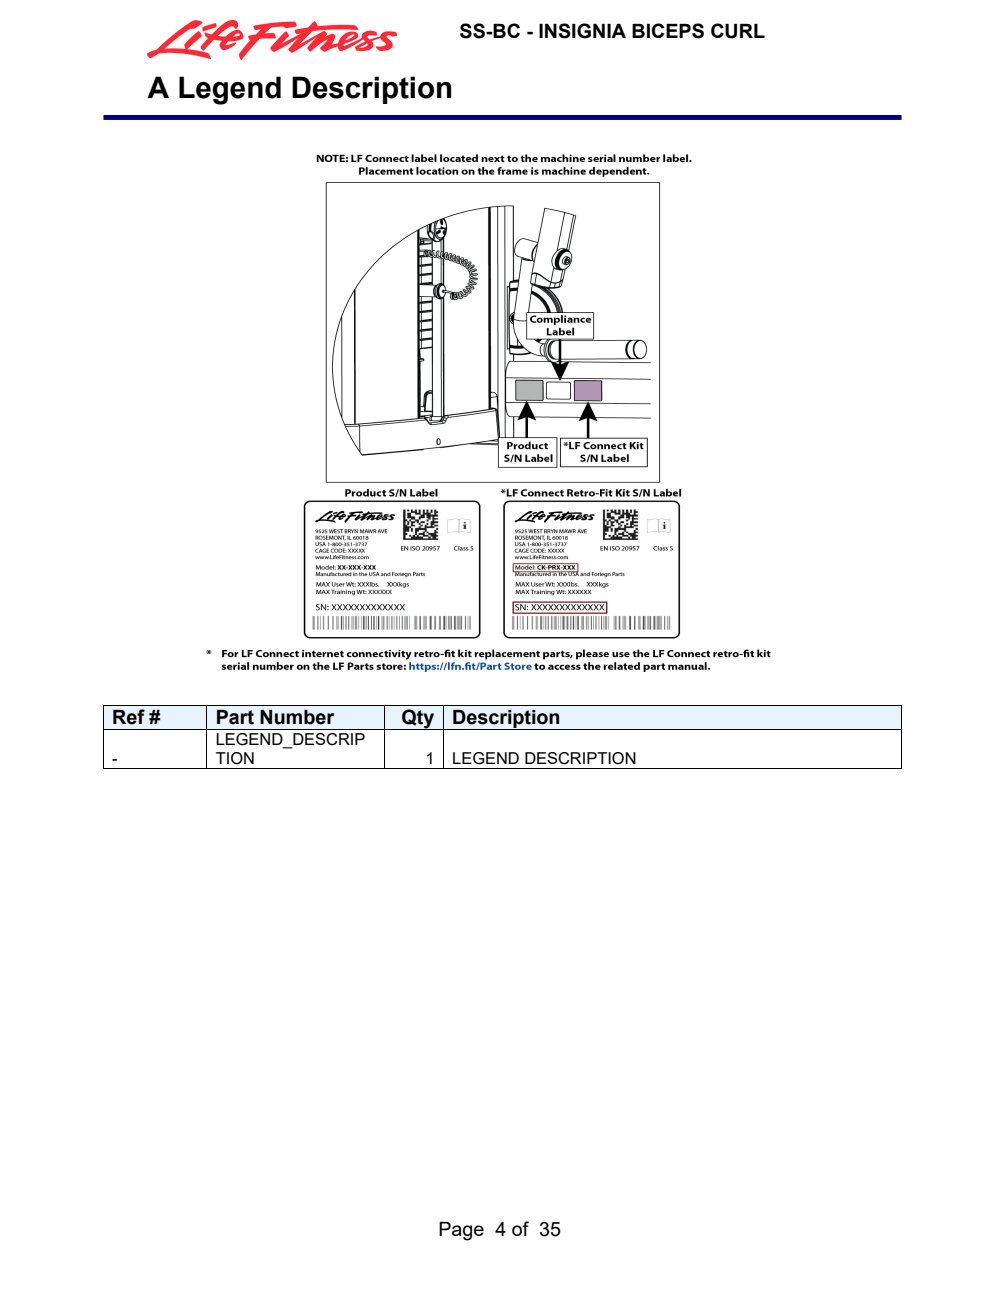 Life Fitness
SS-BC - INSIGNIA BICEPS CURL
A Legend Description
NOTE: LF Connect label located next to the machine serial number label.
Placement location on the frame is machine dependent.
Compliance
Label
0
Product
S/N Label
*LF Connect Kit
S/N Label
Product S/N Label
Life Fitness
9525 WEST BRYN MAWR AVE
ROSEMONT, IL 60018
USA 1-800-351-3737
CAGE CODE: XXXXX
www.LifeFitness.com
EN ISO 20957 Class S
Model: XX-XXX-XXX
Manufactured in the USA and Foriegn Parts
MAX User Wt: XXXlbs. XXXkgs
MAX Training Wt: XXXXXX
SN: XXXXXXXXXXXXX
*LF Connect Retro-Fit Kit S/N Label
Life Fitness
9525 WEST BRYN MAWR AVE
ROSEMONT, IL 60018
USA 1-800-351-3737
CAGE CODE: XXXXX
www.LifeFitness.com
EN ISO 20957 Class S
Model: CK-PRX-XXX
Manufactured in the USA and Foriegn Parts
MAX User Wt: XXXlbs. XXXkgs
MAX Training Wt: XXXXXX
SN: XXXXXXXXXXXXX
* For LF Connect internet connectivity retro-fit kit replacement parts, please use the LF Connect retro-fit kit
serial number on the LF Parts store: https://lfn.fit/Part Store to access the related part manual.
Ref # Part Number Qty Description
LEGEND_DESCRIP
- TION 1 LEGEND DESCRIPTION
Page 4 of 35